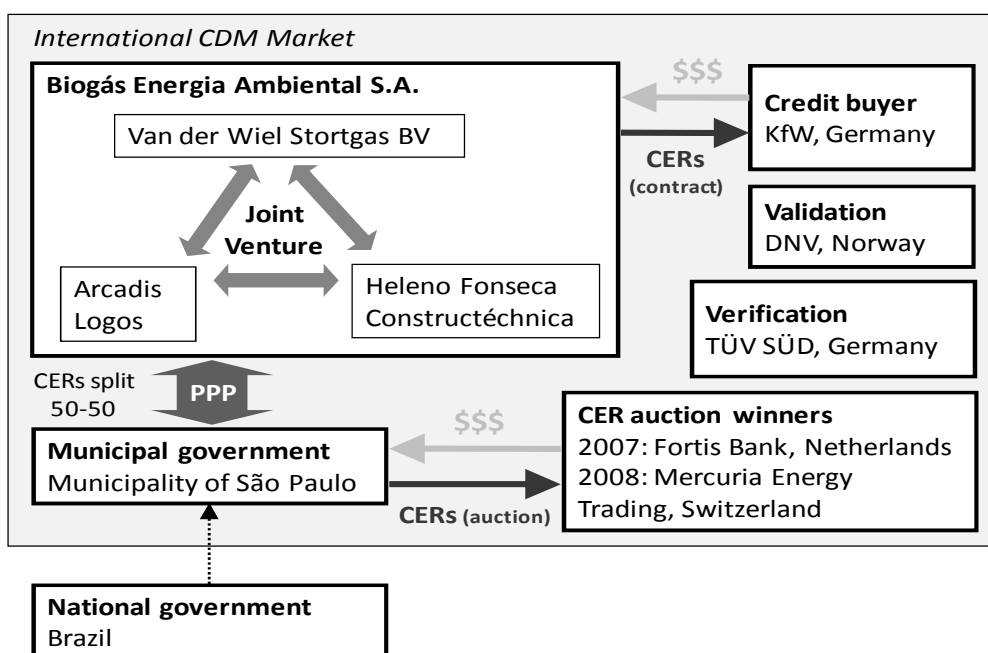 International CDM Market
Biogás Energia Ambiental S.A.
Van der Wiel Stortgas BV
Joint
Venture
Arcadis
Logos
Heleno Fonseca
Constructéchnica
$$$
CERs
(contract)
Credit buyer
KfW, Germany
Validation
DNV, Norway
Verification
TÜV SÜD, Germany
CERs split
50-50
PPP
Municipal government
Municipality of São Paulo
$$$
CERs (auction)
CER auction winners
2007: Fortis Bank, Netherlands
2008: Mercuria Energy
Trading, Switzerland
National government
Brazil